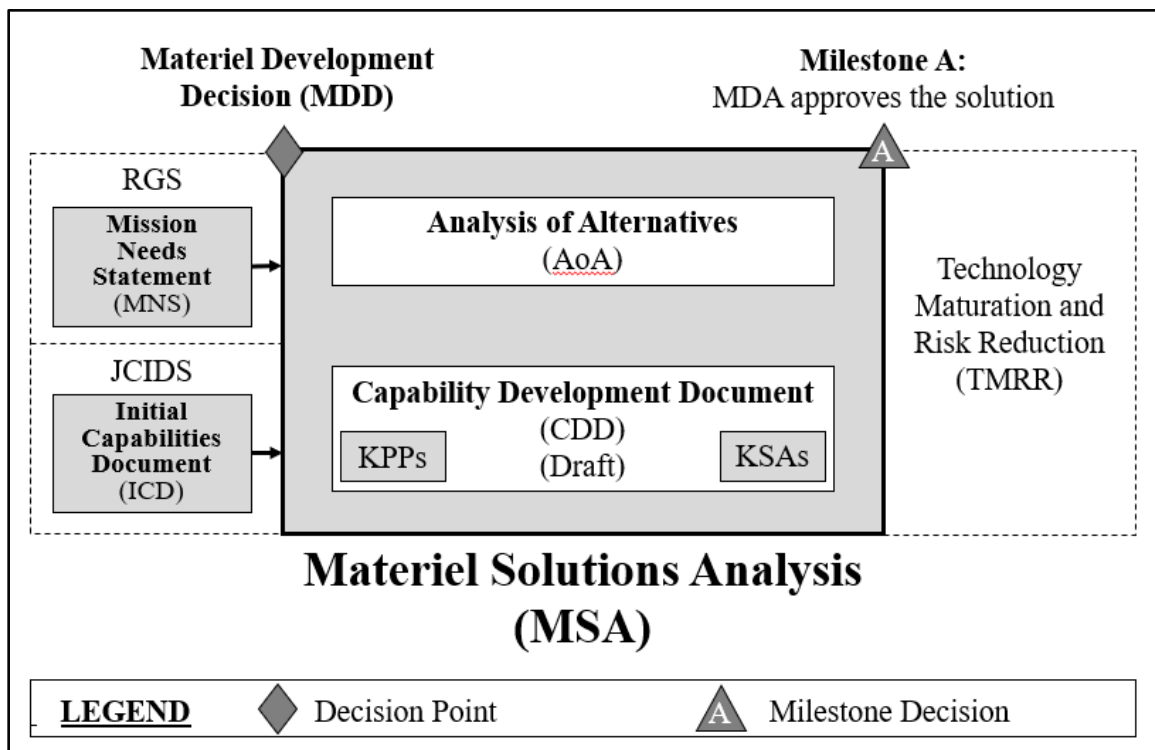 Materiel Development
Decision (MDD)
Milestone A:
MDA approves the solution
A
RGS
Mission
Needs
Statement
(MNS)
JCIDS
Initial
Capabilities
Document
(ICD)
Analysis of Alternatives
(AoA)
Capability Development Document
(CDD)
(Draft)
KPPs
KSAs
Technology
Maturation and
Risk Reduction
(TMRR)
Materiel Solutions Analysis
(MSA)
LEGEND
Decision Point
A
Milestone Decision